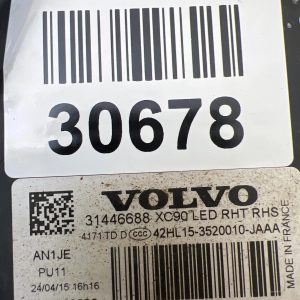 30678
VOLVO
31446688 XC90 LED RHT RHS
4171 TD D CCC 42HL15-3520010-JAAA
AN1JE
PU11
24/04/15 16h16
MADE IN FRANCE